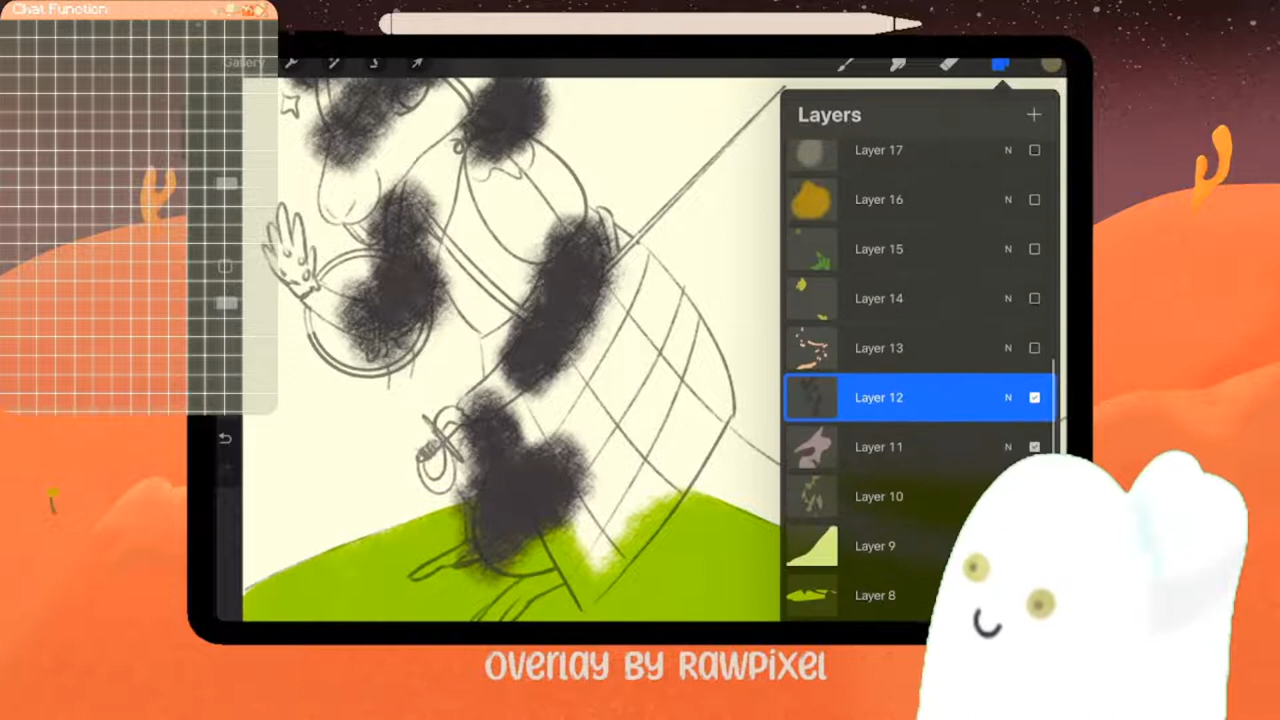 Chat Function
Gallery
Layers
Layer 17 N
Layer 16 N
Layer 15 N
Layer 14 N
Layer 13 N
Layer 12 N
Layer 11 N
Layer 10
Layer 9
Layer 8
Overlay by Rawpixel